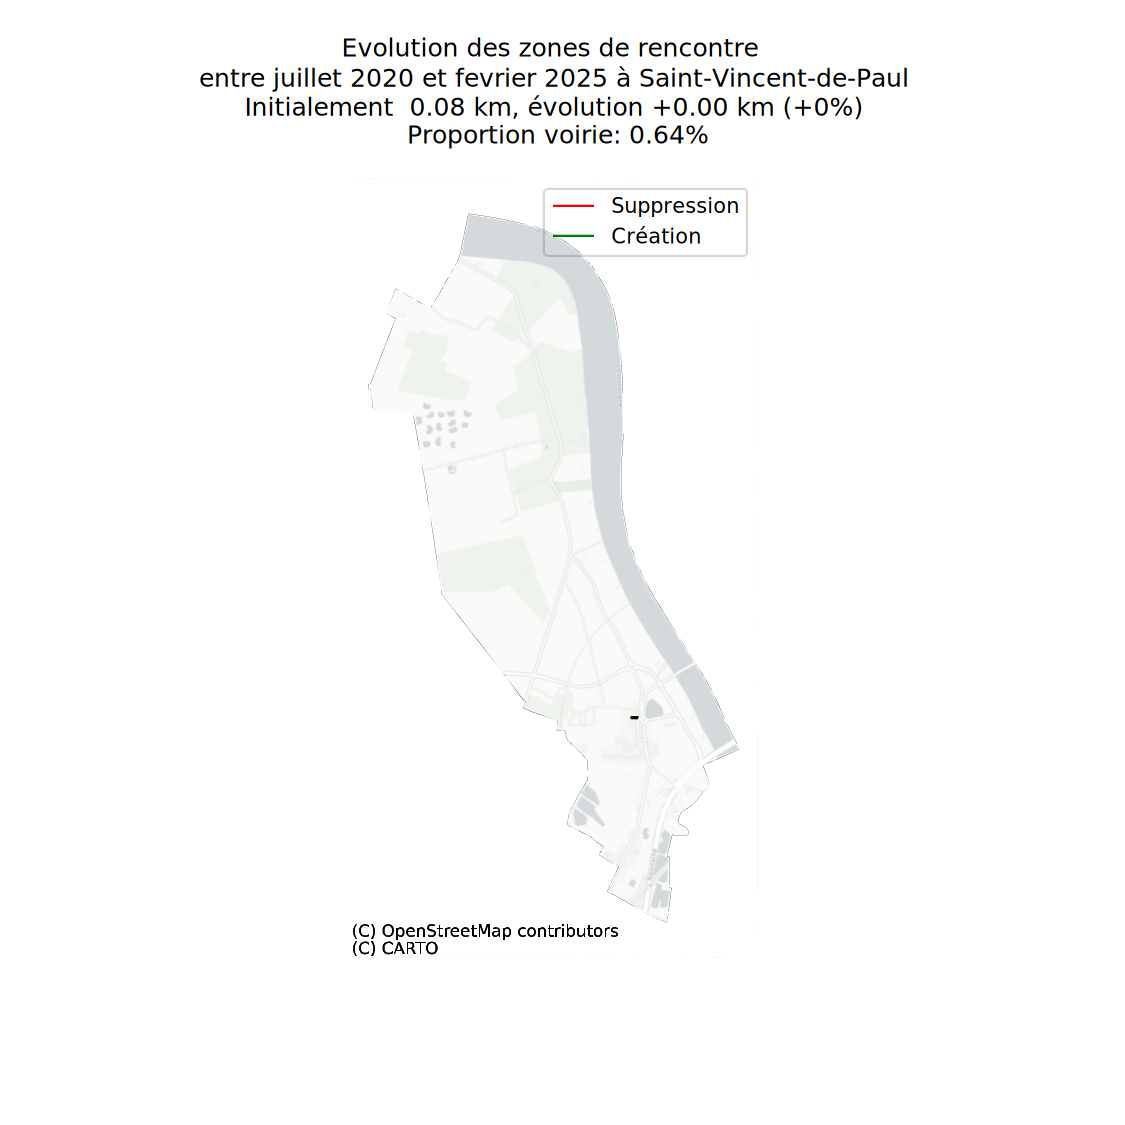 Evolution des zones de rencontre
entre juillet 2020 et fevrier 2025 à Saint-Vincent-de-Paul
Initialement  0.08 km, évolution +0.00 km (+0%)
Proportion voirie: 0.64%
Suppression
Création
(C) OpenStreetMap contributors
(C) CARTO